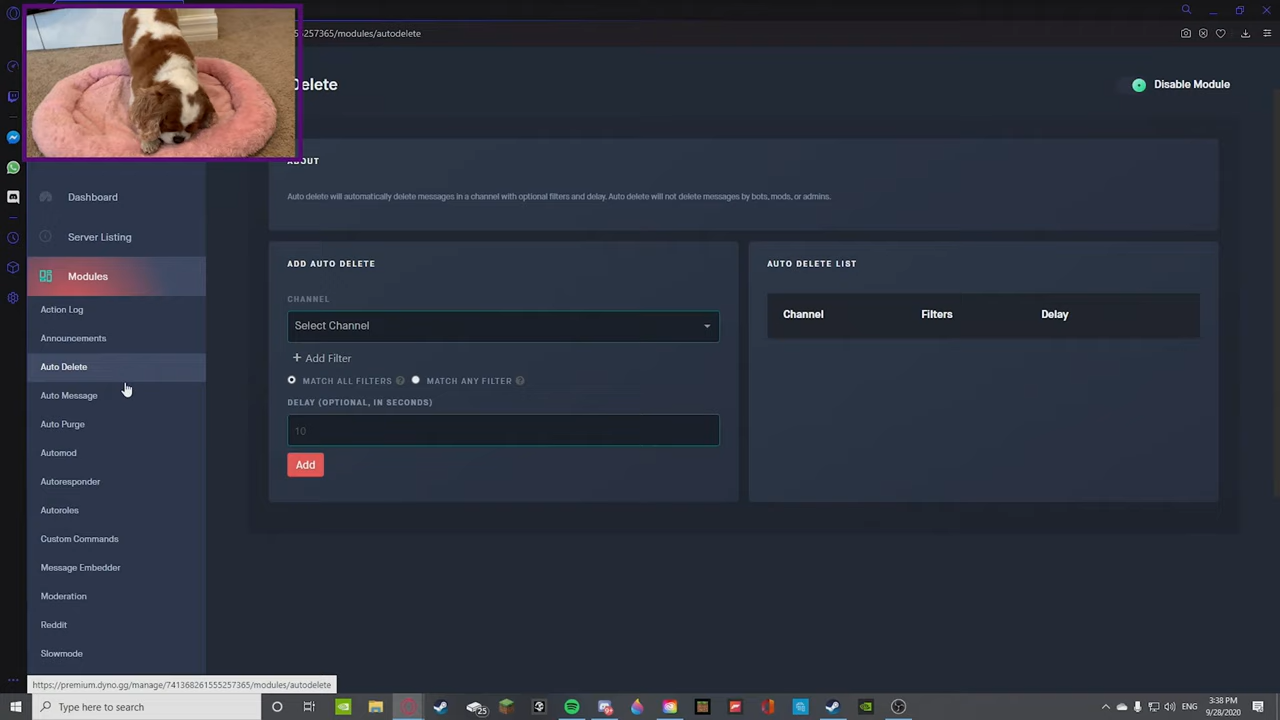 5257365/modules/autodelete
Delete
Disable Module
ABOUT
Auto delete will automatically delete messages in a channel with optional filters and delay. Auto delete will not delete messages by bots, mods, or admins.
Dashboard
Server Listing
Modules
Action Log
Announcements
Auto Delete
Auto Message
Auto Purge
Automod
Autoresponder
Autoroles
Custom Commands
Message Embedder
Moderation
Reddit
Slowmode
ADD AUTO DELETE
CHANNEL
Select Channel
+ Add Filter
MATCH ALL FILTERS ? MATCH ANY FILTER ?
DELAY (OPTIONAL, IN SECONDS)
10
Add
AUTO DELETE LIST
Channel Filters Delay
https://premium.dyno.gg/manage/741368261555257365/modules/autodelete
Type here to search
25
3:38 PM
9/28/2020